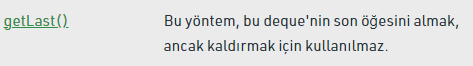 getLast() Bu yöntem, bu deque'nin son öğesini almak,
ancak kaldırmak için kullanılmaz.